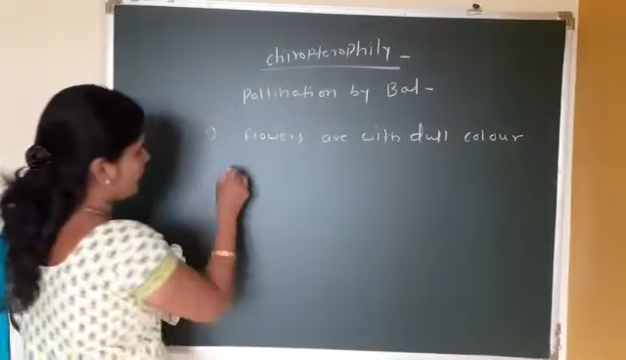 chiropterophily -
Pollination by Bat -
1) flowers are with dull colour